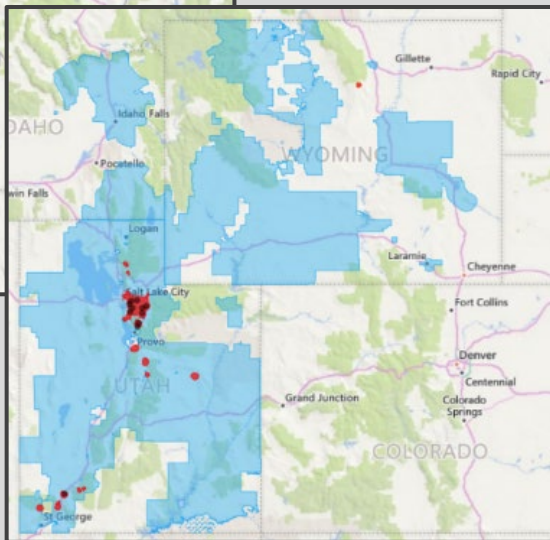 Gillette
Rapid City
Idaho Falls
DAHO
WYOMING
Pocatello
win Falls
Logan
Laramie
Cheyenne
Salt Lake City
Fort Collins
Provo
Denver
UTAH
Centennial
Grand Junction
Colorado
Springs
COLORADO
St George